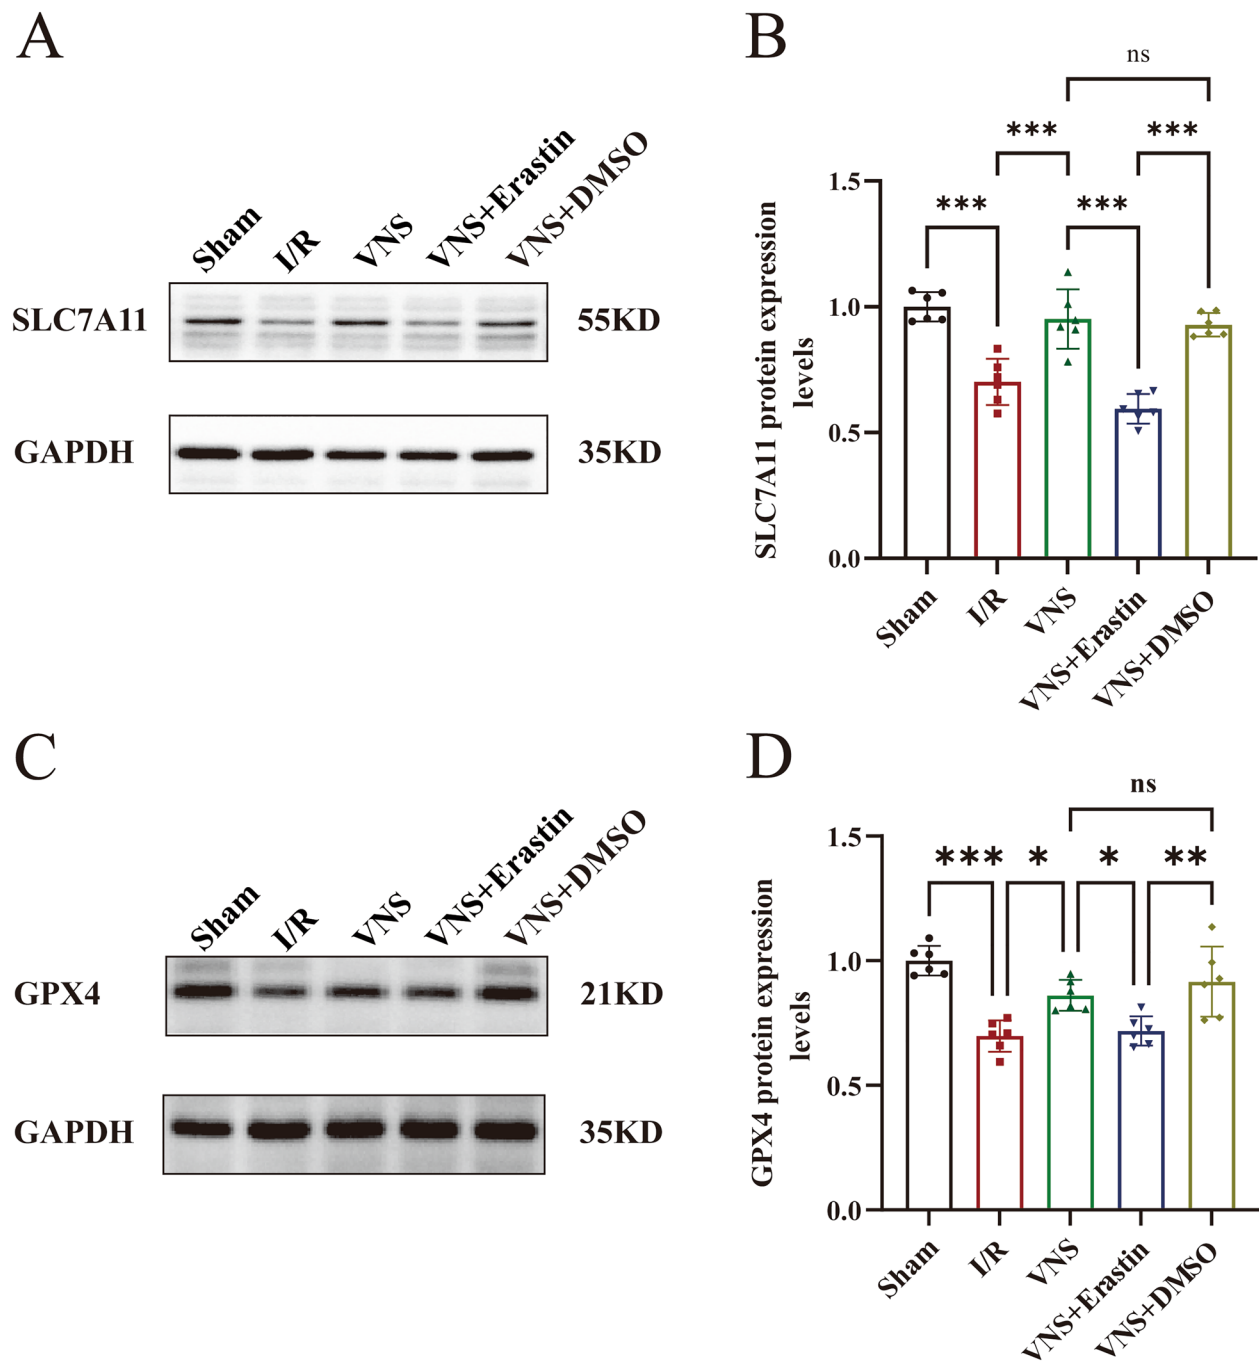 A
Sham
I/R
VNS
VNS+Erastin
VNS+DMSO
SLC7A11
55KD
GAPDH
35KD
B
ns
*** ***
*** ***
1.5
1.0
0.5
0.0
SLC7A11 protein expression
levels
Sham
I/R
VNS
VNS+Erastin
VNS+DMSO
C
Sham
I/R
VNS
VNS+Erastin
VNS+DMSO
GPX4
21KD
GAPDH
35KD
D
ns
*** * * **
1.5
1.0
0.5
0.0
GPX4 protein expression
levels
Sham
I/R
VNS
VNS+Erastin
VNS+DMSO